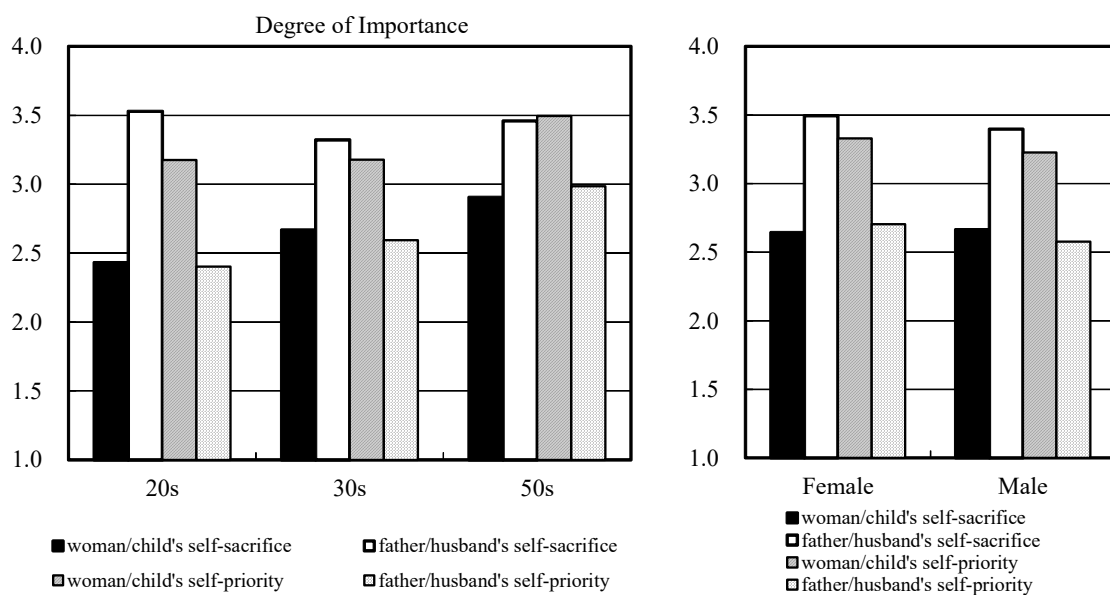 Degree of Importance
4.0
3.5
3.0
2.5
2.0
1.5
1.0
20s
30s
50s
woman/child's self-sacrifice
father/husband's self-sacrifice
woman/child's self-priority
father/husband's self-priority
4.0
3.5
3.0
2.5
2.0
1.5
1.0
Female
Male
woman/child's self-sacrifice
father/husband's self-sacrifice
woman/child's self-priority
father/husband's self-priority